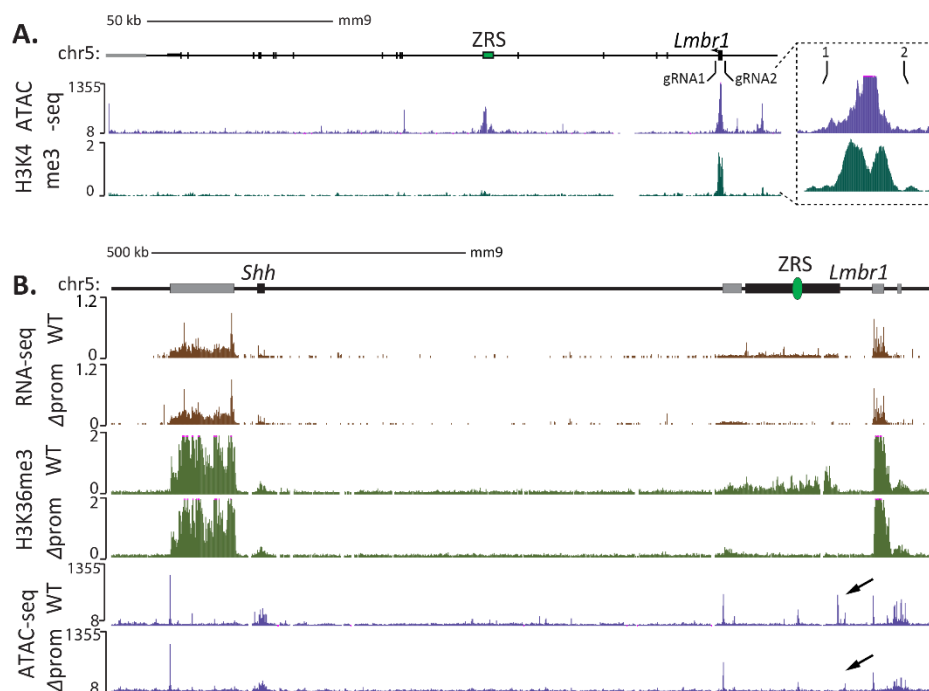 50 kb mm9
A.
ZRS Lmbr1
chr5:
gRNA1 gRNA2
1 2
ATAC -seq
1355
8
H3K4 me3
2
0
500 kb mm9
B.
Shh ZRS Lmbr1
chr5:
RNA-seq
WT
1.2
0
Δprom
1.2
0
H3K36me3
WT
2
0
Δprom
2
0
ATAC-seq
WT
1355
8
Δprom
1355
8